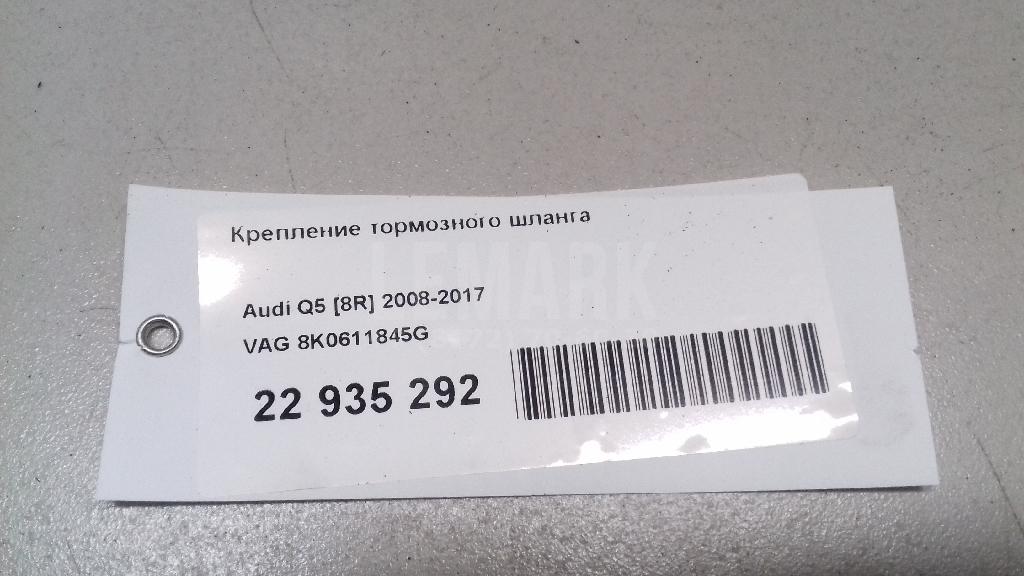 Крепление тормозного шланга
LEMARK
Audi Q5 [8R] 2008-2017
VAG 8K0611845G
22 935 292